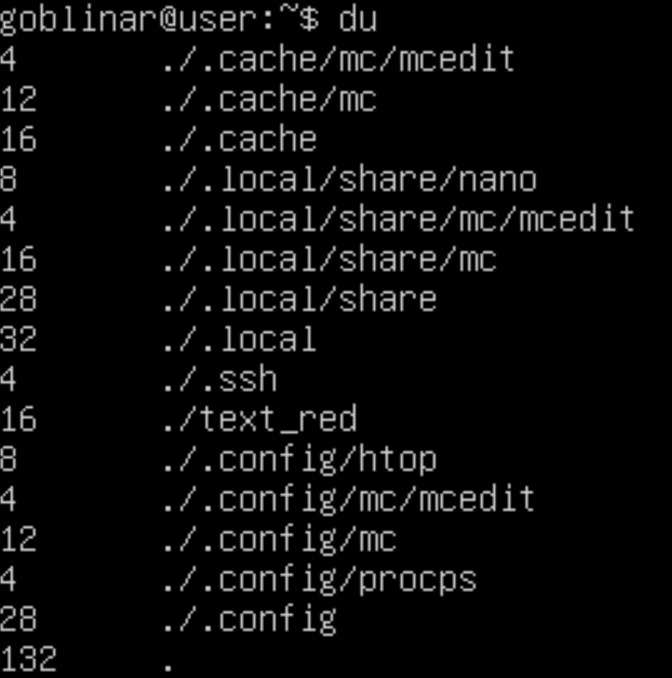 goblinar@user:~$ du
4       ./.cache/mc/mcedit
12      ./.cache/mc
16      ./.cache
8       ./.local/share/nano
4       ./.local/share/mc/mcedit
16      ./.local/share/mc
28      ./.local/share
32      ./.local
4       ./.ssh
16      ./text_red
8       ./.config/htop
4       ./.config/mc/mcedit
12      ./.config/mc
4       ./.config/procps
28      ./.config
132     .